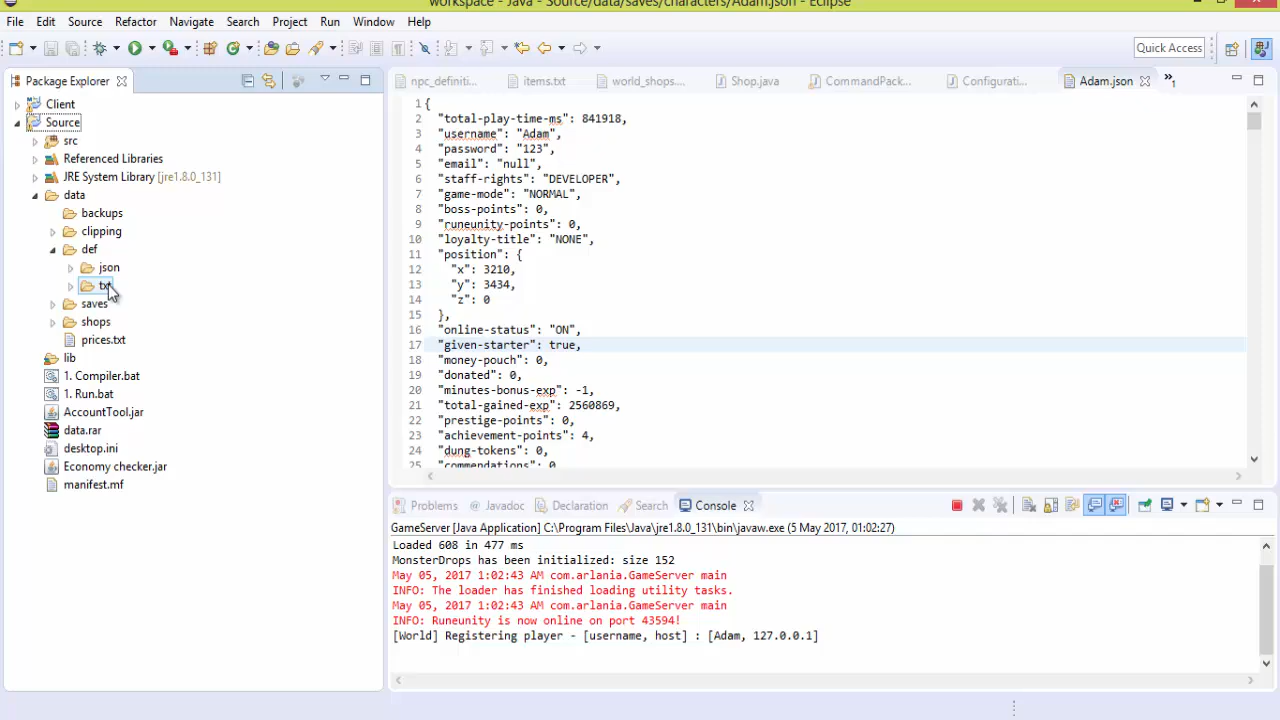 workspace - Java - Source/data/saves/characters/Adam.json - Eclipse
File Edit Source Refactor Navigate Search Project Run Window Help
Quick Access
Package Explorer
Client
Source
src
Referenced Libraries
JRE System Library [jre1.8.0_131]
data
backups
clipping
def
json
txt
saves
shops
prices.txt
lib
1. Compiler.bat
1. Run.bat
AccountTool.jar
data.rar
desktop.ini
Economy checker.jar
manifest.mf
npc_definiti... items.txt world_shops.... Shop.java CommandPack... Configurati... Adam.json »1
1 {
2 "total-play-time-ms": 841918,
3 "username": "Adam",
4 "password": "123",
5 "email": "null",
6 "staff-rights": "DEVELOPER",
7 "game-mode": "NORMAL",
8 "boss-points": 0,
9 "runeunity-points": 0,
10 "loyalty-title": "NONE",
11 "position": {
12 "x": 3210,
13 "y": 3434,
14 "z": 0
15 },
16 "online-status": "ON",
17 "given-starter": true,
18 "money-pouch": 0,
19 "donated": 0,
20 "minutes-bonus-exp": -1,
21 "total-gained-exp": 2560869,
22 "prestige-points": 0,
23 "achievement-points": 4,
24 "dung-tokens": 0,
25 "commendations": 0
Problems Javadoc Declaration Search Console
GameServer [Java Application] C:\Program Files\Java\jre1.8.0_131\bin\javaw.exe (5 May 2017, 01:02:27)
Loaded 608 in 477 ms
MonsterDrops has been initialized: size 152
May 05, 2017 1:02:43 AM com.arlania.GameServer main
INFO: The loader has finished loading utility tasks.
May 05, 2017 1:02:43 AM com.arlania.GameServer main
INFO: Runeunity is now online on port 43594!
[World] Registering player - [username, host] : [Adam, 127.0.0.1]